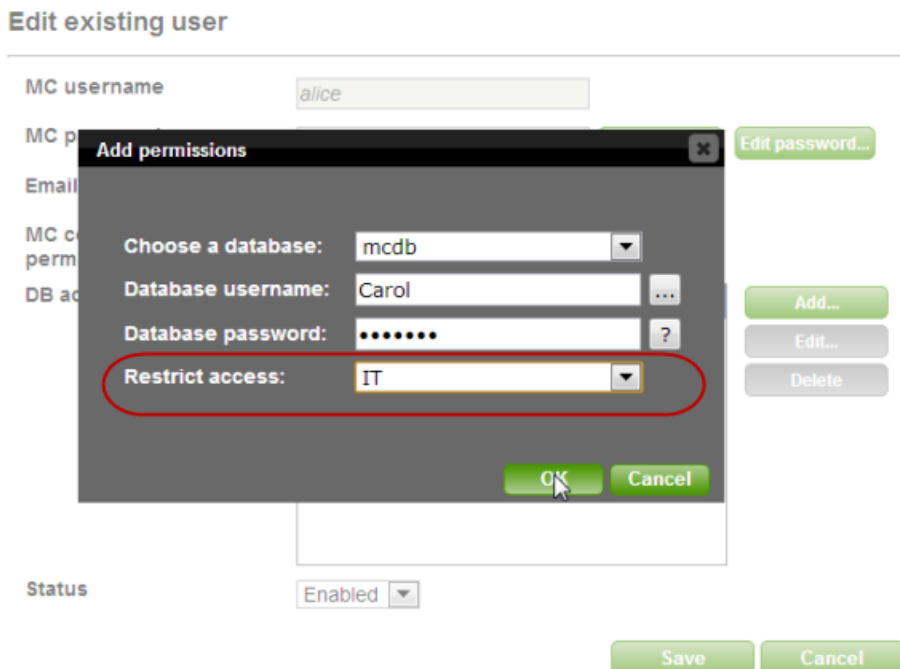 Edit existing user
MC username
alice
MC p
Edit password...
Add permissions
Email
Choose a database:
mcdb
MC co
perm
Database username:
Carol
...
DB ac
Add...
Database password:
•••••••
?
Edit...
Restrict access:
IT
Delete
OK
Cancel
Status
Enabled
Save
Cancel